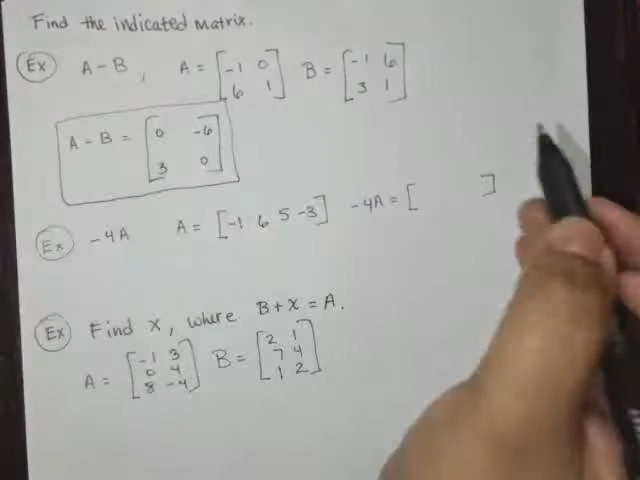 Find the indicated matrix.
Ex A-B, A = [-1 0 B = [-1 6
6 1] 3 1]
A-B = [0 -6
3 0]
Ex -4A A = [-1 6 5 -3] -4A = [ ]
Ex Find X, where B+X = A.
A = [-1 3 B = [2 1
0 4 7 4
8 -4] 1 2]